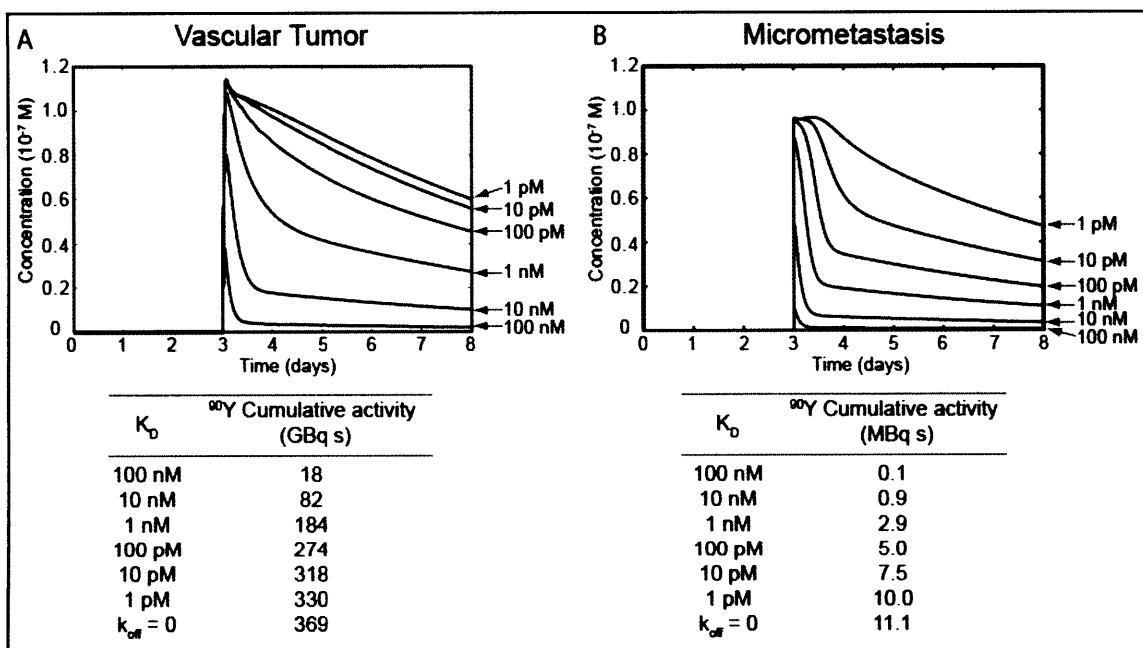 A
Vascular Tumor
Concentration (10⁻⁷ M)
1.2
1.0
0.8
0.6
0.4
0.2
0
0 1 2 3 4 5 6 7 8
Time (days)
1 pM
10 pM
100 pM
1 nM
10 nM
100 nM
K_D ⁹⁰Y Cumulative activity
(GBq s)
100 nM 18
10 nM 82
1 nM 184
100 pM 274
10 pM 318
1 pM 330
k_off = 0 369
B
Micrometastasis
Concentration (10⁻⁷ M)
1.2
1.0
0.8
0.6
0.4
0.2
0
0 1 2 3 4 5 6 7 8
Time (days)
1 pM
10 pM
100 pM
1 nM
10 nM
100 nM
K_D ⁹⁰Y Cumulative activity
(MBq s)
100 nM 0.1
10 nM 0.9
1 nM 2.9
100 pM 5.0
10 pM 7.5
1 pM 10.0
k_off = 0 11.1